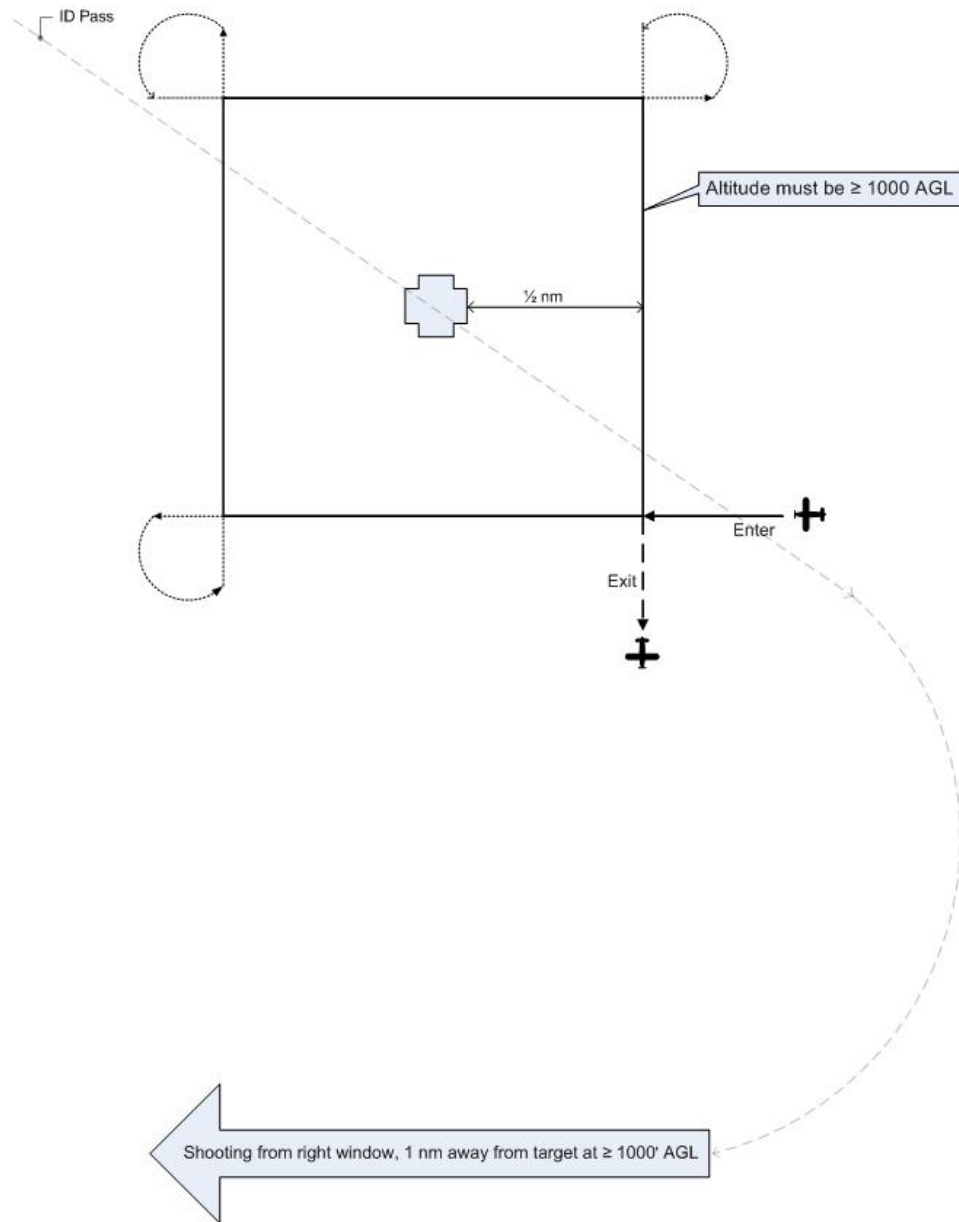 ID Pass
Altitude must be ≥ 1000 AGL
½ nm
Enter
Exit
Shooting from right window, 1 nm away from target at ≥ 1000' AGL